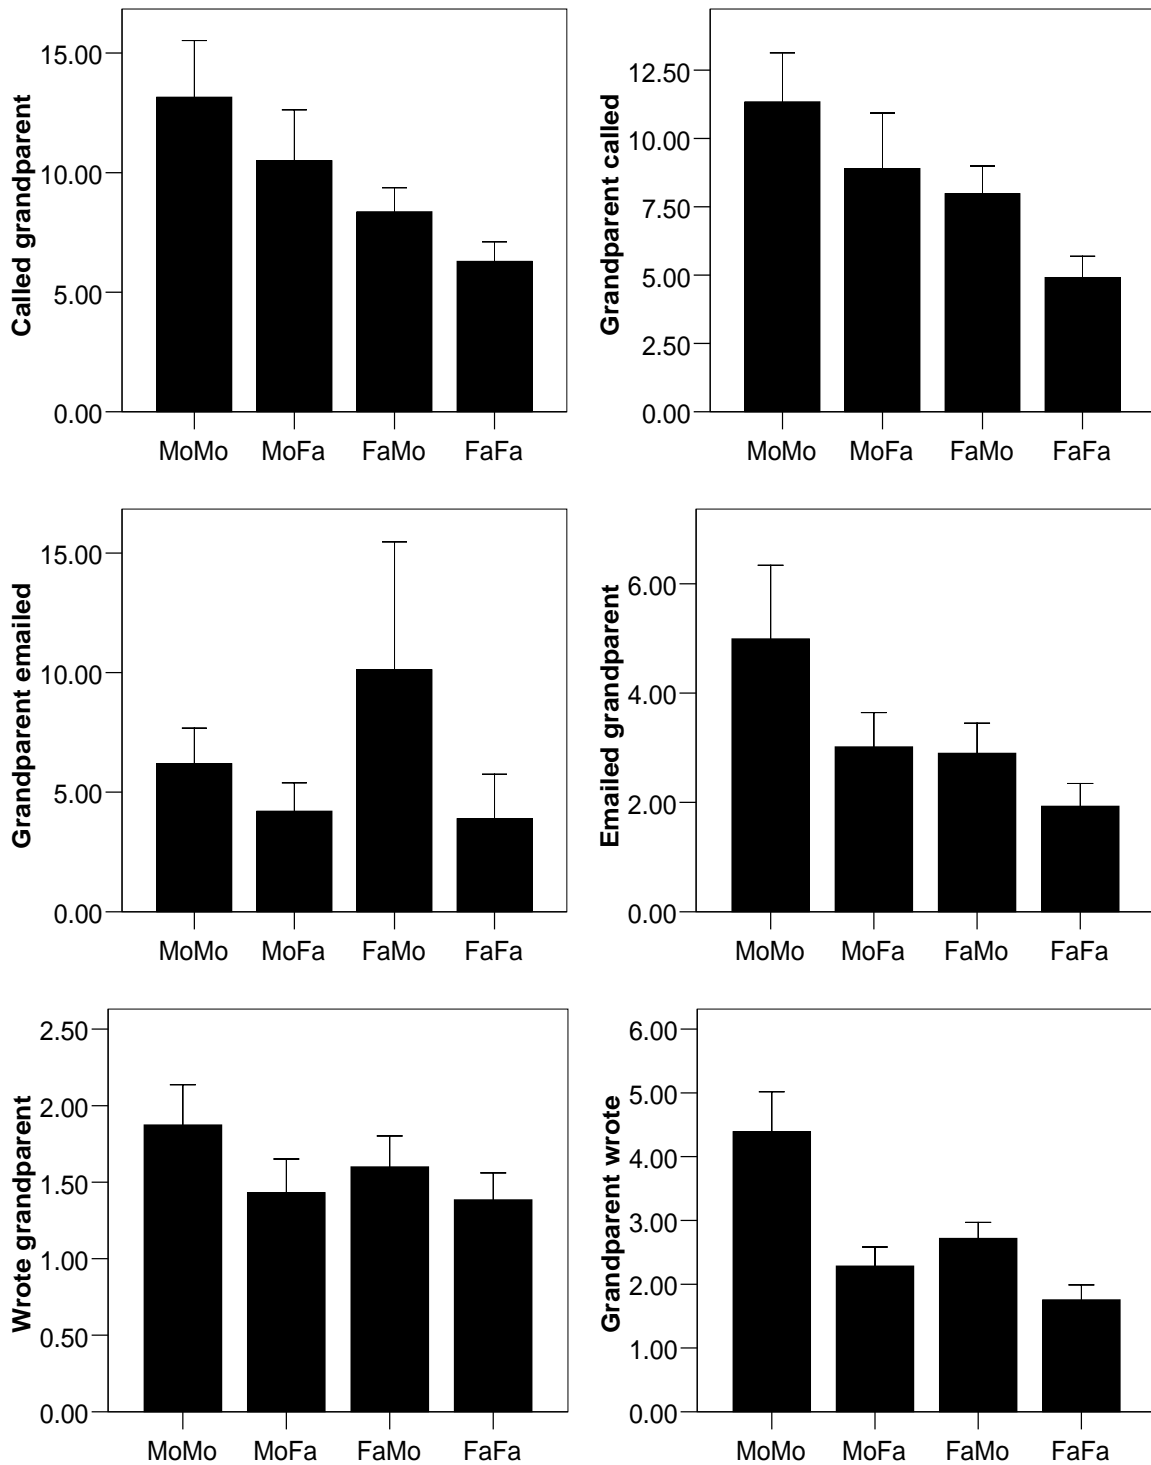 Called grandparent
15.00
10.00
5.00
0.00
MoMo MoFa FaMo FaFa
Grandparent called
12.50
10.00
7.50
5.00
2.50
0.00
MoMo MoFa FaMo FaFa
Grandparent emailed
15.00
10.00
5.00
0.00
MoMo MoFa FaMo FaFa
Emailed grandparent
6.00
4.00
2.00
0.00
MoMo MoFa FaMo FaFa
Wrote grandparent
2.50
2.00
1.50
1.00
0.50
0.00
MoMo MoFa FaMo FaFa
Grandparent wrote
6.00
5.00
4.00
3.00
2.00
1.00
0.00
MoMo MoFa FaMo FaFa